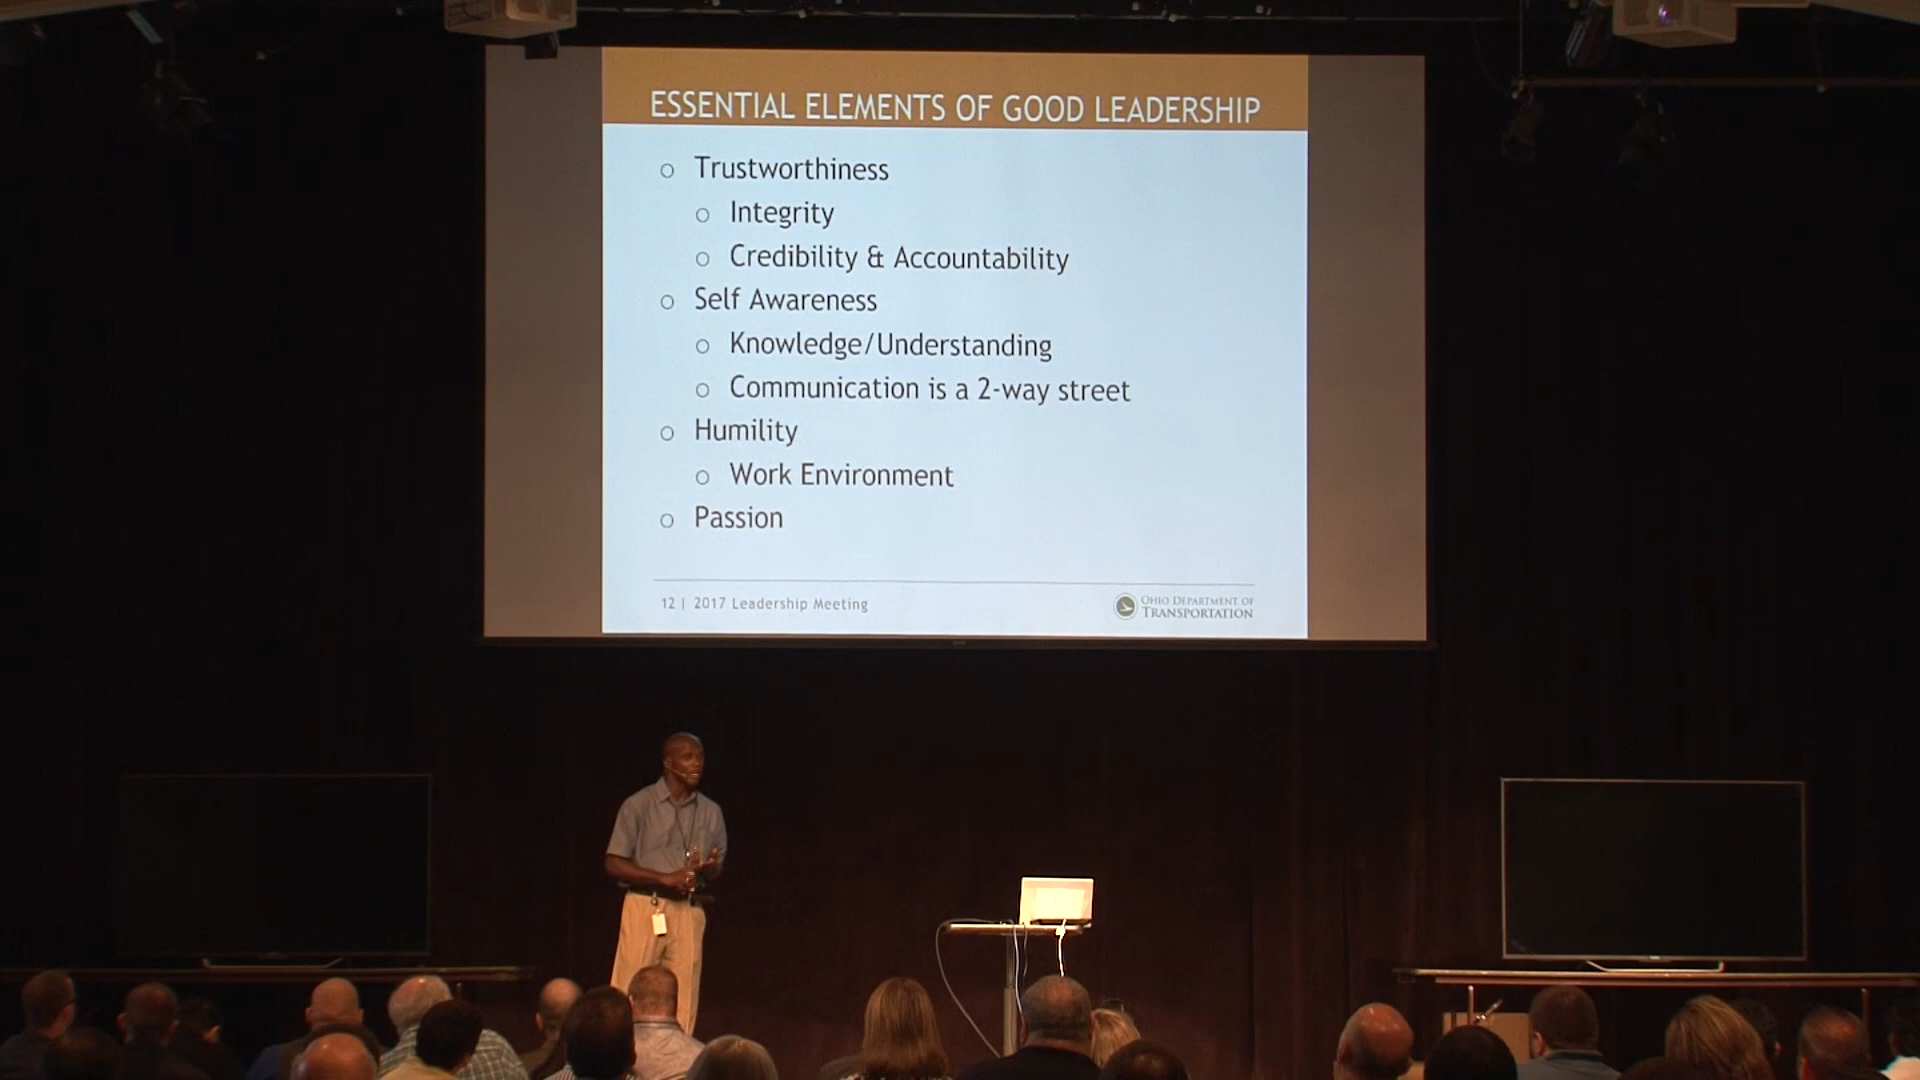 ESSENTIAL ELEMENTS OF GOOD LEADERSHIP
o Trustworthiness
o Integrity
o Credibility & Accountability
o Self Awareness
o Knowledge/Understanding
o Communication is a 2-way street
o Humility
o Work Environment
o Passion
12 | 2017 Leadership Meeting
OHIO DEPARTMENT OF
TRANSPORTATION